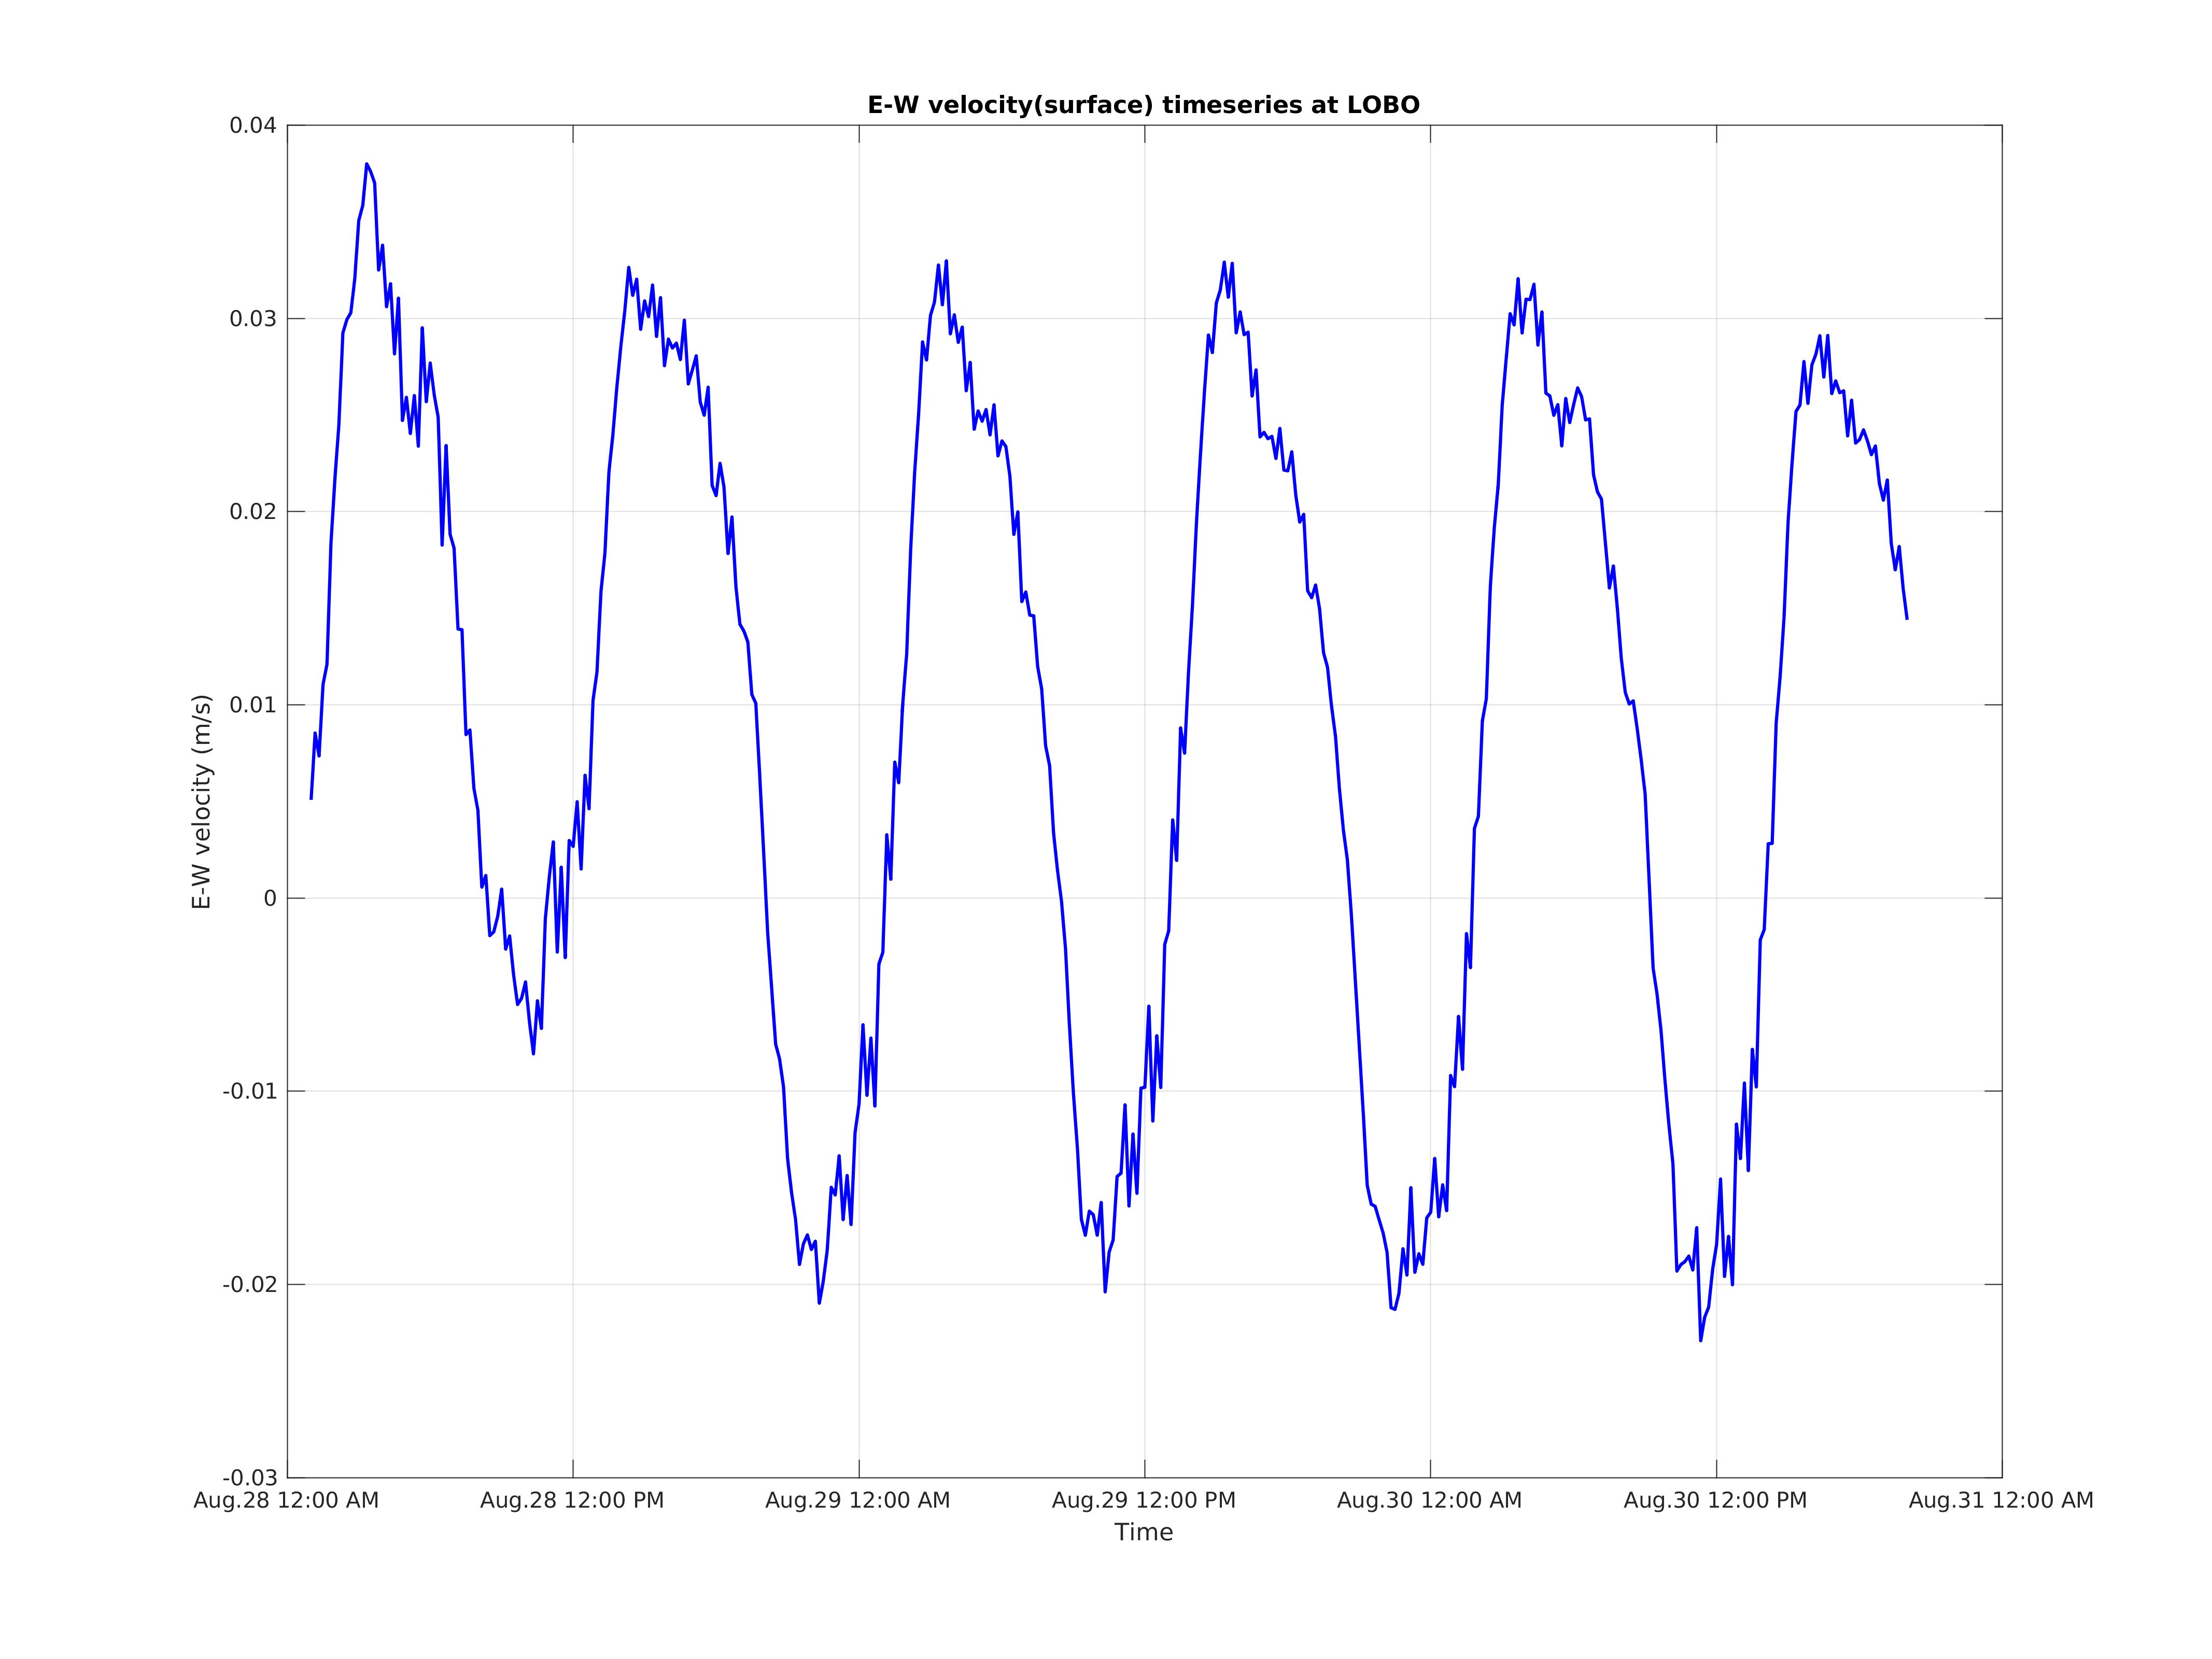 E-W velocity(surface) timeseries at LOBO
0.04
0.03
0.02
0.01
0
-0.01
-0.02
-0.03
E-W velocity (m/s)
Aug.28 12:00 AM Aug.28 12:00 PM Aug.29 12:00 AM Aug.29 12:00 PM Aug.30 12:00 AM Aug.30 12:00 PM Aug.31 12:00 AM
Time